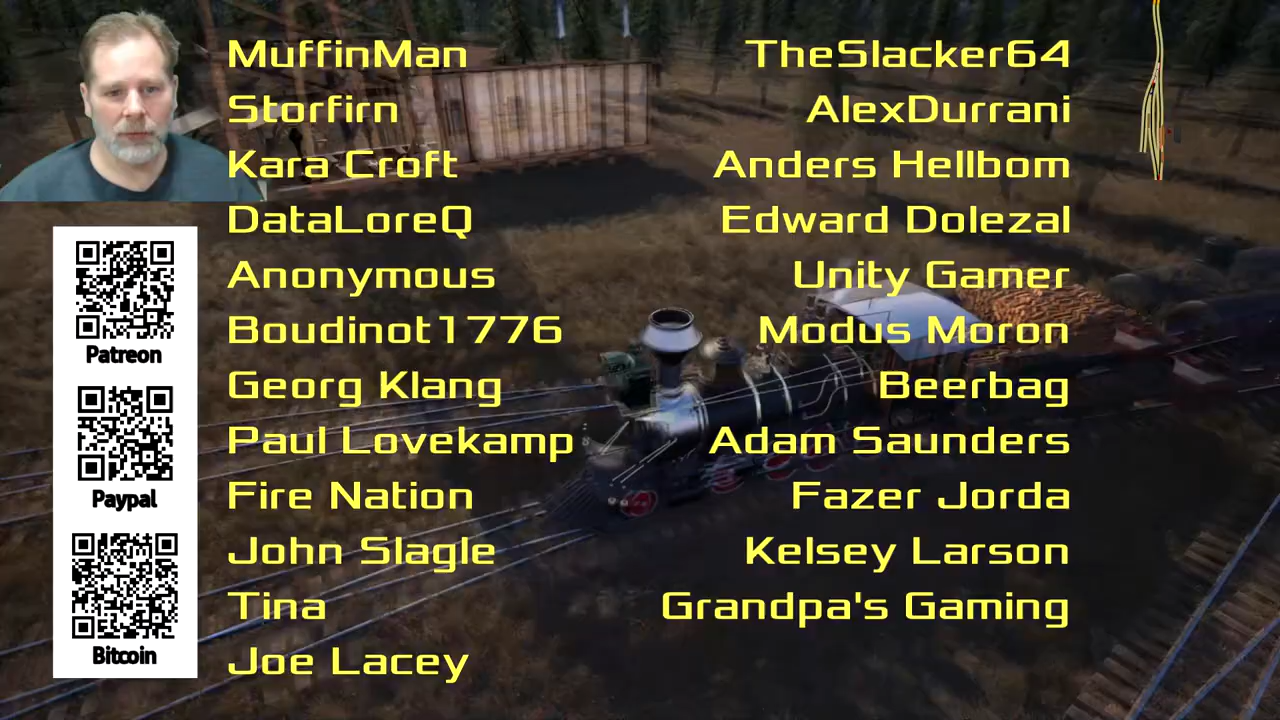 MuffinMan
Storfirn
Kara Croft
DataLoreQ
Anonymous
Boudinot1776
Georg Klang
Paul Lovekamp
Fire Nation
John Slagle
Tina
Joe Lacey
TheSlacker64
AlexDurrani
Anders Hellbom
Edward Dolezal
Unity Gamer
Modus Moron
Beerbag
Adam Saunders
Fazer Jorda
Kelsey Larson
Grandpa's Gaming
Patreon
Paypal
Bitcoin